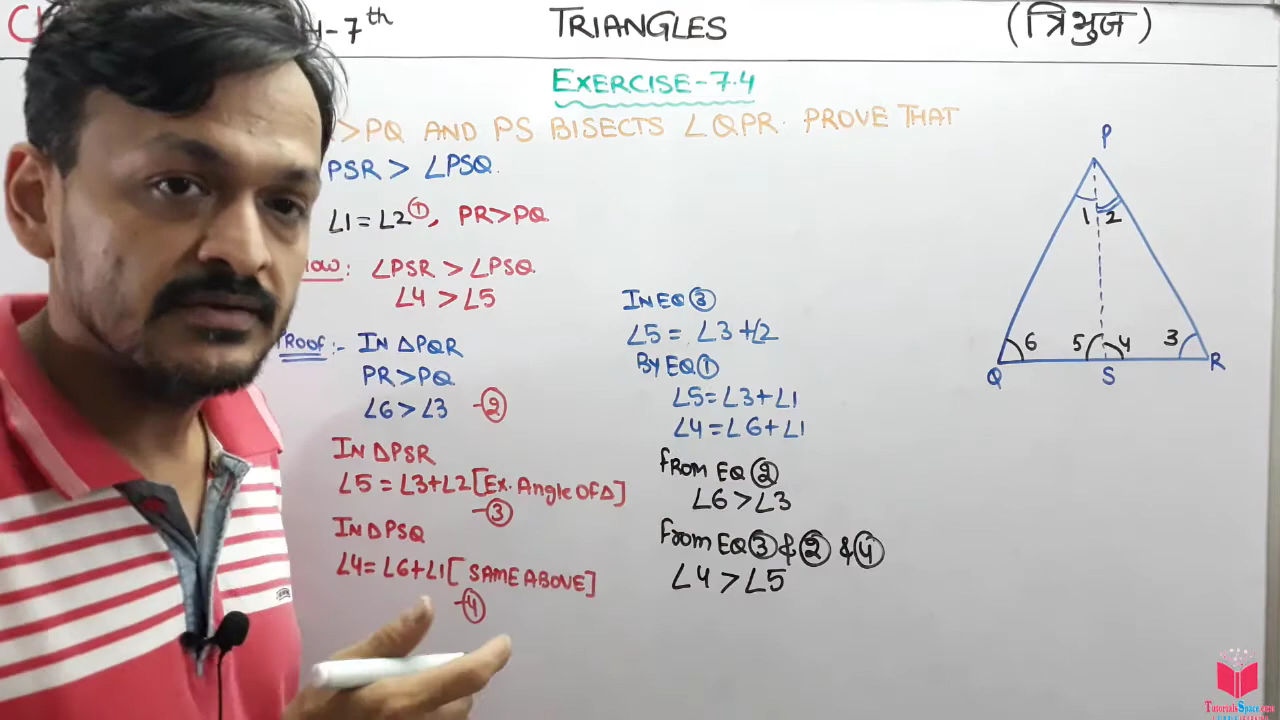 7th TRIANGLES (त्रिभुज)
EXERCISE-7.4
>PQ AND PS BISECTS ∠QPR. PROVE THAT
PSR > ∠PSQ.
∠1=∠2 ①, PR>PQ
∠PSR > ∠PSQ
∠4 > ∠5
PROOF:- IN ΔPQR
PR>PQ
∠6>∠3 -②
IN ΔPSR
∠5=∠3+∠2 [Ex. Angle Of Δ]
-③
IN ΔPSQ
∠4=∠6+∠1 [SAME ABOVE]
-④
IN EQ ③
∠5=∠3+∠2
BY EQ ①
∠5=∠3+∠1
∠4=∠6+∠1
FROM EQ ②
∠6>∠3
From EQ ③ & ② & ④
∠4>∠5
P
1 2
6 5 4 3
Q S R
TutorialsSpace.com